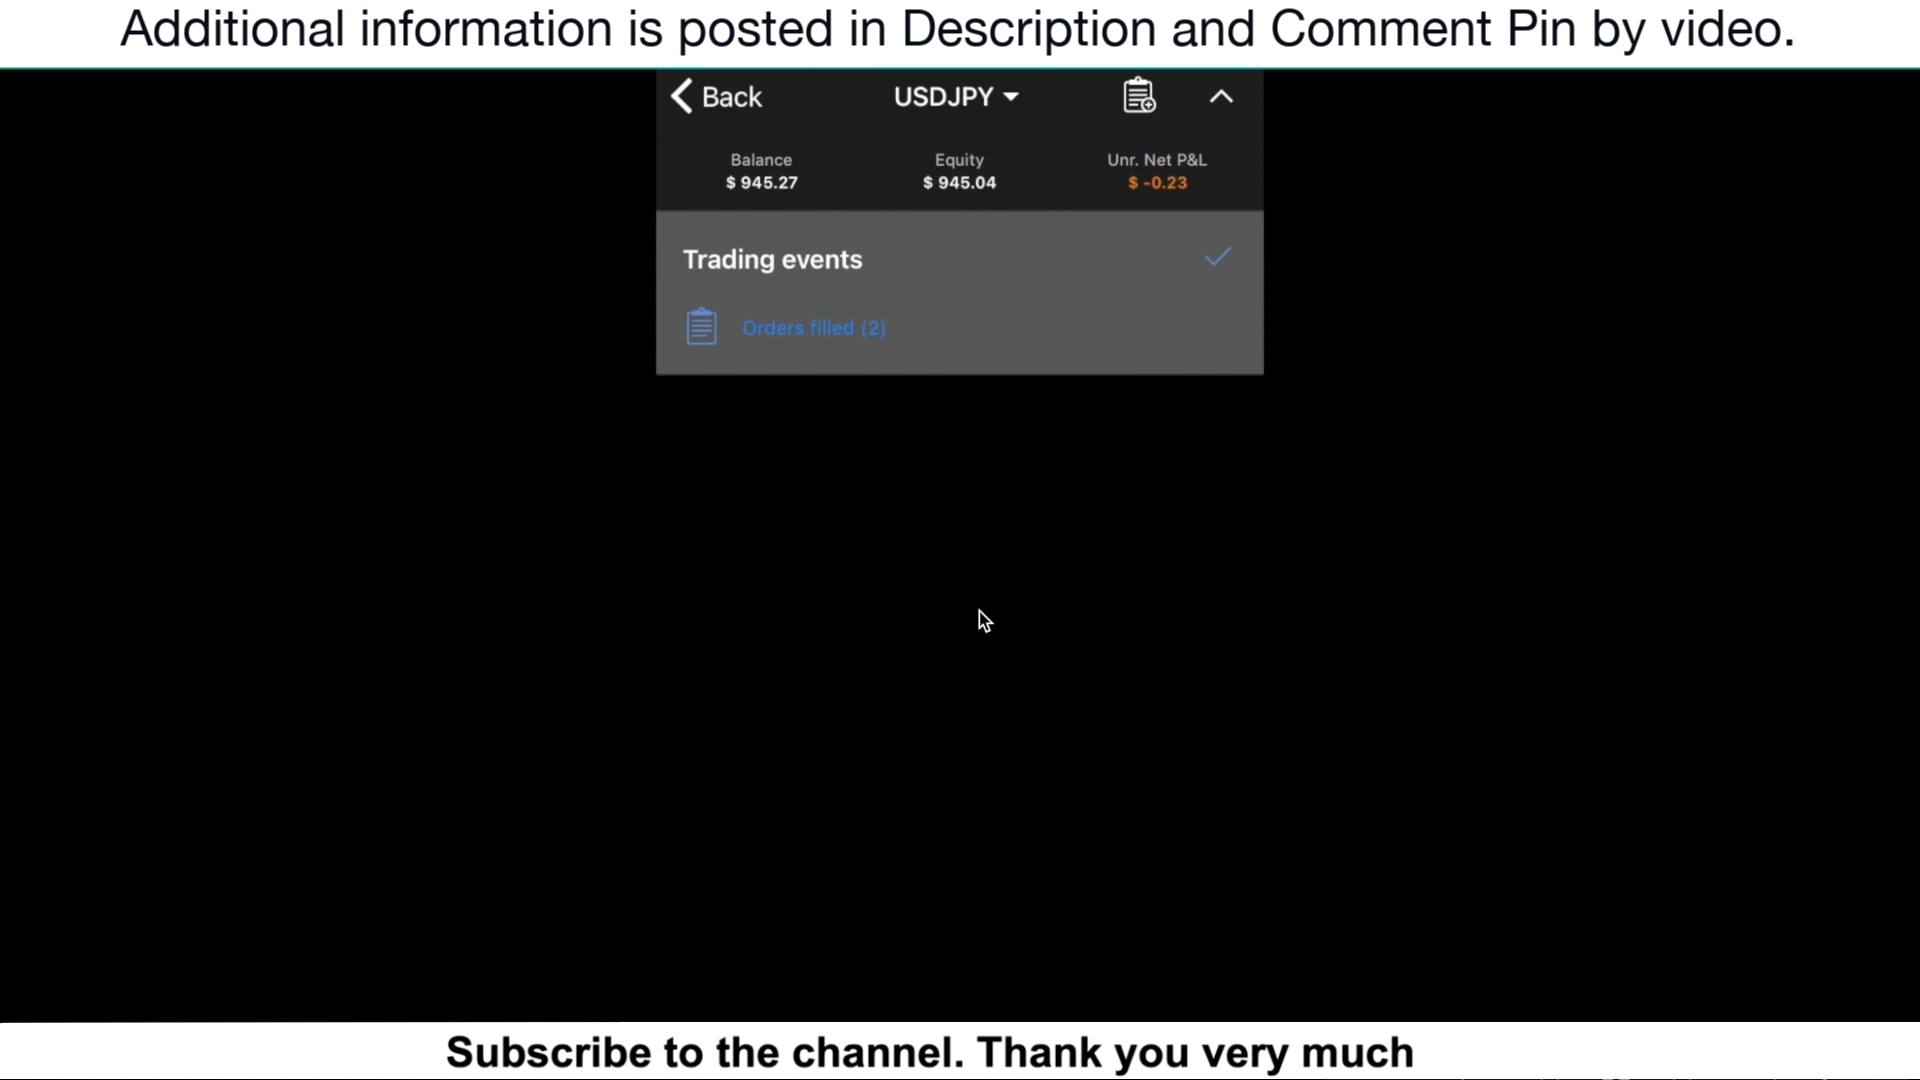 Additional information is posted in Description and Comment Pin by video.
Back USDJPY
Balance Equity Unr. Net P&L
$ 945.27 $ 945.04 $ -0.23
Trading events
Orders filled (2)
Subscribe to the channel. Thank you very much